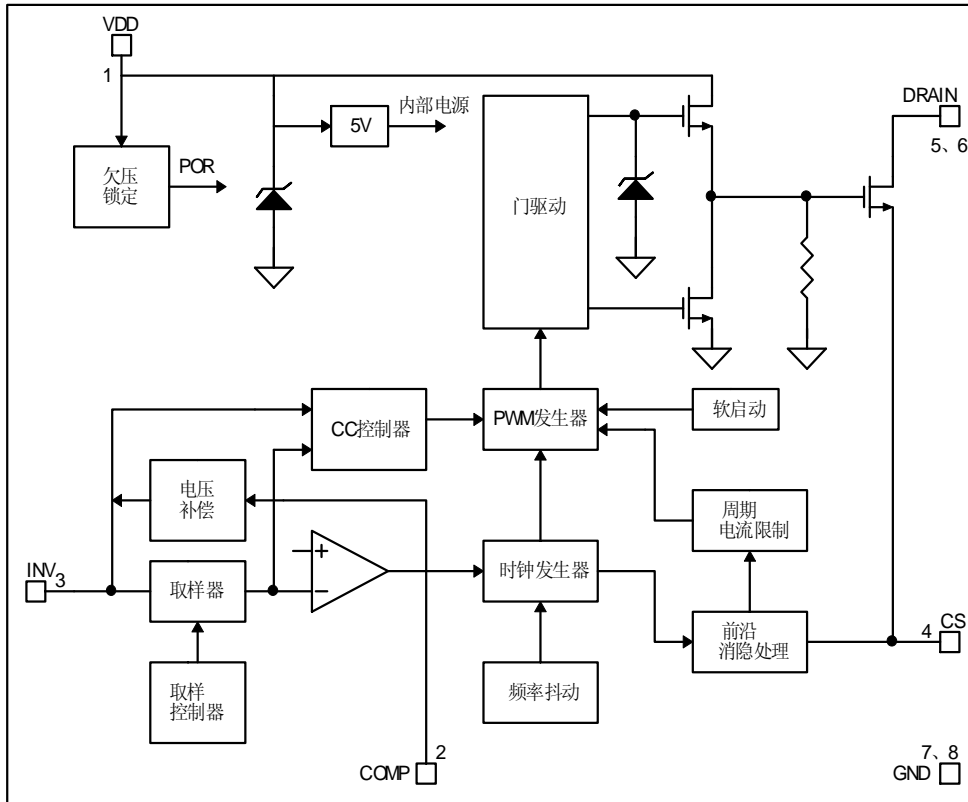 VDD
1
内部电源
5V
DRAIN
5、6
欠压
锁定
POR
门驱动
CC控制器
PWM发生器
软启动
电压
补偿
周期
电流限制
INV
3
取样器
+
−
时钟发生器
前沿
消隐处理
4
CS
取样
控制器
频率抖动
2
COMP
7、8
GND